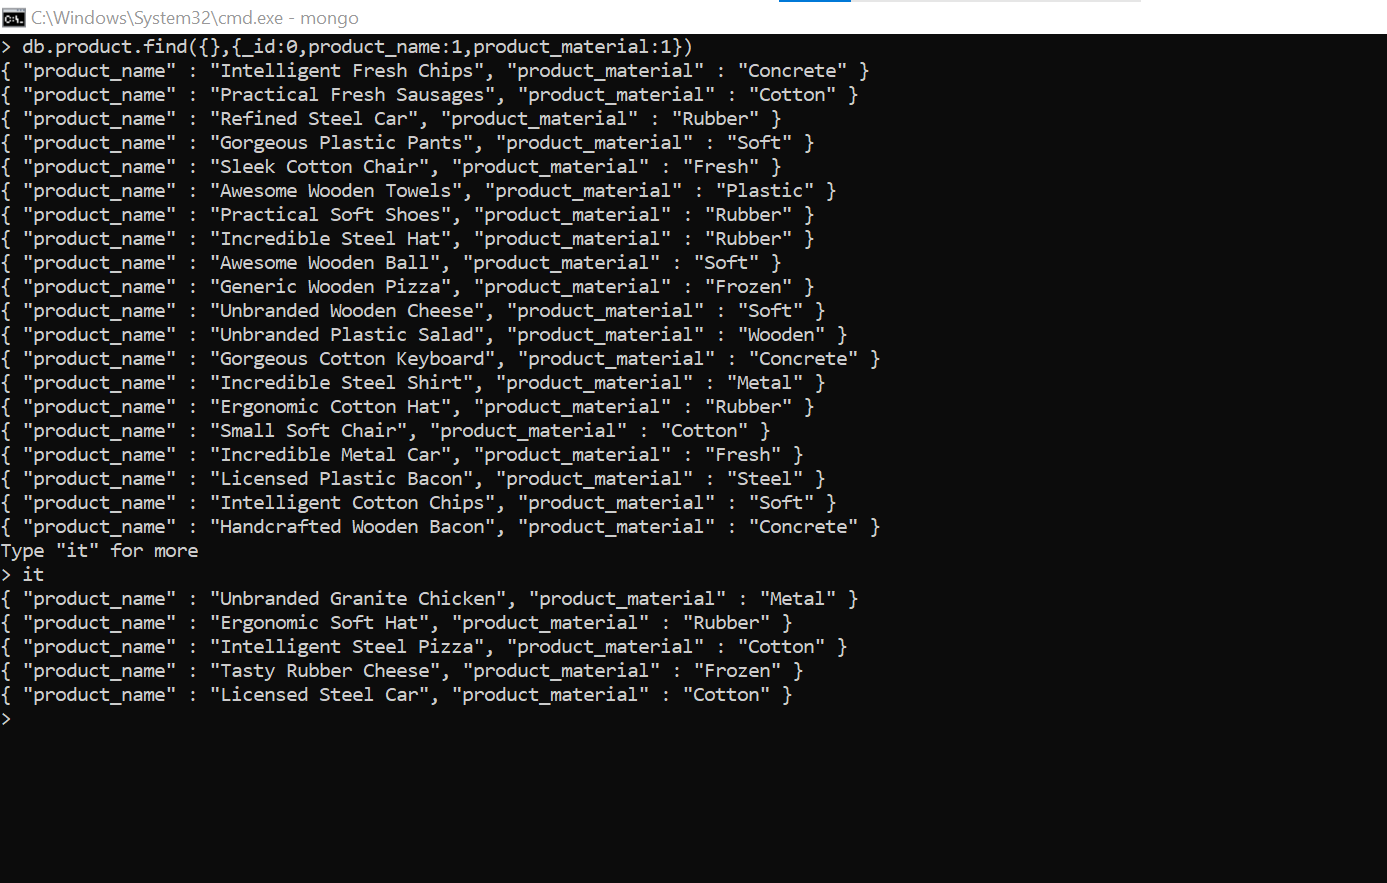 C:\Windows\System32\cmd.exe - mongo
> db.product.find({},{_id:0,product_name:1,product_material:1})
{ "product_name" : "Intelligent Fresh Chips", "product_material" : "Concrete" }
{ "product_name" : "Practical Fresh Sausages", "product_material" : "Cotton" }
{ "product_name" : "Refined Steel Car", "product_material" : "Rubber" }
{ "product_name" : "Gorgeous Plastic Pants", "product_material" : "Soft" }
{ "product_name" : "Sleek Cotton Chair", "product_material" : "Fresh" }
{ "product_name" : "Awesome Wooden Towels", "product_material" : "Plastic" }
{ "product_name" : "Practical Soft Shoes", "product_material" : "Rubber" }
{ "product_name" : "Incredible Steel Hat", "product_material" : "Rubber" }
{ "product_name" : "Awesome Wooden Ball", "product_material" : "Soft" }
{ "product_name" : "Generic Wooden Pizza", "product_material" : "Frozen" }
{ "product_name" : "Unbranded Wooden Cheese", "product_material" : "Soft" }
{ "product_name" : "Unbranded Plastic Salad", "product_material" : "Wooden" }
{ "product_name" : "Gorgeous Cotton Keyboard", "product_material" : "Concrete" }
{ "product_name" : "Incredible Steel Shirt", "product_material" : "Metal" }
{ "product_name" : "Ergonomic Cotton Hat", "product_material" : "Rubber" }
{ "product_name" : "Small Soft Chair", "product_material" : "Cotton" }
{ "product_name" : "Incredible Metal Car", "product_material" : "Fresh" }
{ "product_name" : "Licensed Plastic Bacon", "product_material" : "Steel" }
{ "product_name" : "Intelligent Cotton Chips", "product_material" : "Soft" }
{ "product_name" : "Handcrafted Wooden Bacon", "product_material" : "Concrete" }
Type "it" for more
> it
{ "product_name" : "Unbranded Granite Chicken", "product_material" : "Metal" }
{ "product_name" : "Ergonomic Soft Hat", "product_material" : "Rubber" }
{ "product_name" : "Intelligent Steel Pizza", "product_material" : "Cotton" }
{ "product_name" : "Tasty Rubber Cheese", "product_material" : "Frozen" }
{ "product_name" : "Licensed Steel Car", "product_material" : "Cotton" }
>